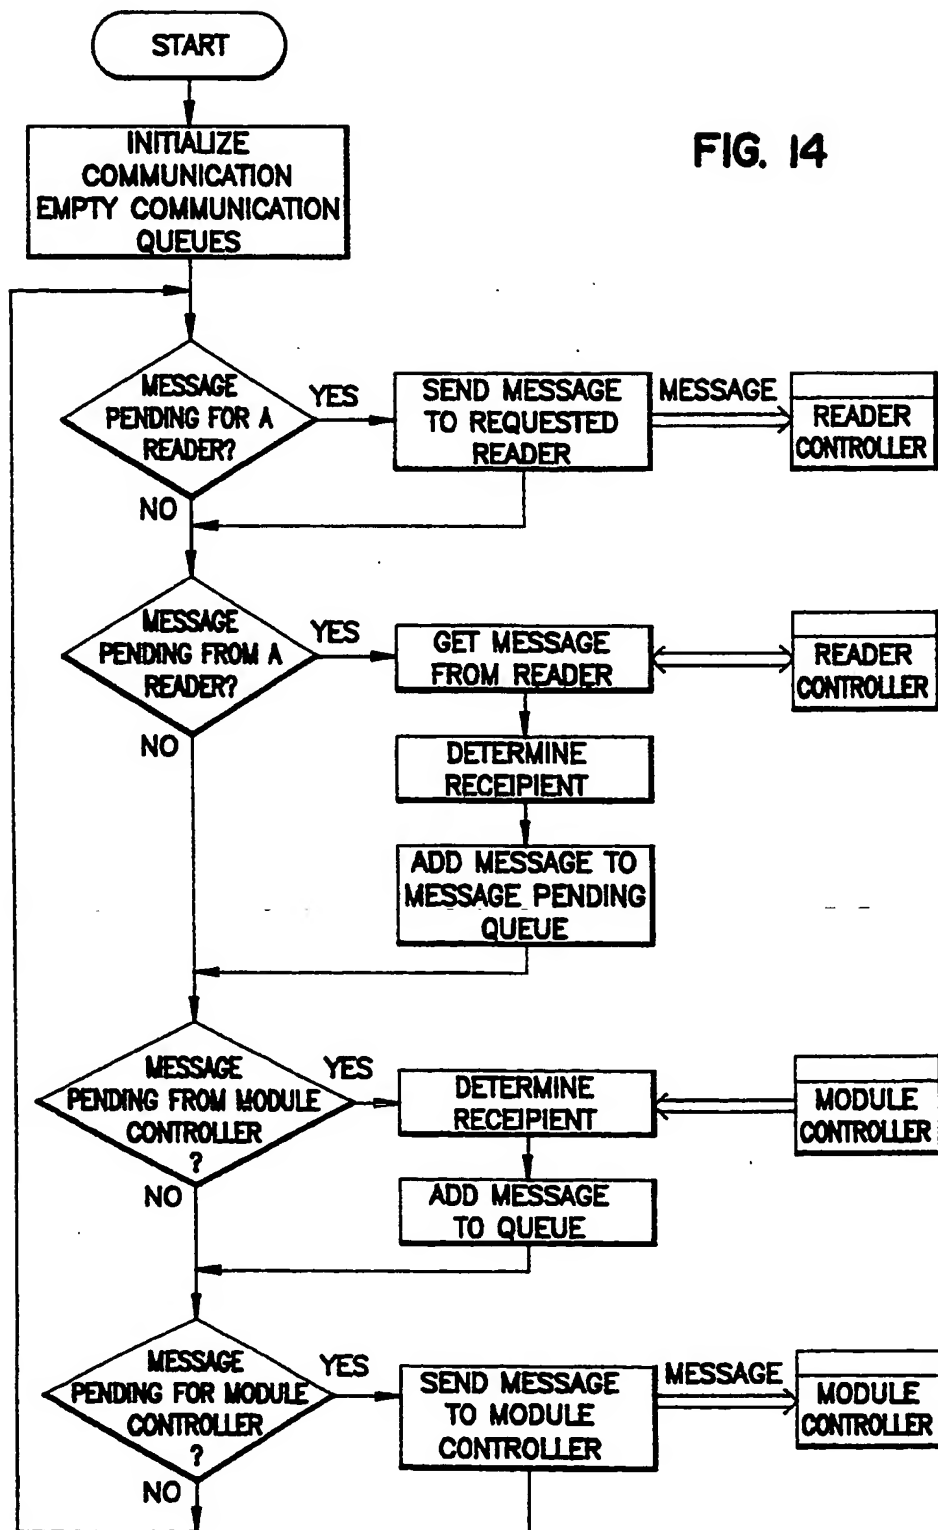 START
FIG. 14
INITIALIZE
COMMUNICATION
EMPTY COMMUNICATION
QUEUES
MESSAGE
PENDING FOR A
READER?
YES
SEND MESSAGE
TO REQUESTED
READER
MESSAGE
READER
CONTROLLER
NO
MESSAGE
PENDING FROM A
READER?
YES
GET MESSAGE
FROM READER
READER
CONTROLLER
NO
DETERMINE
RECEIPIENT
ADD MESSAGE TO
MESSAGE PENDING
QUEUE
MESSAGE
PENDING FROM MODULE
CONTROLLER
?
YES
DETERMINE
RECEIPIENT
MODULE
CONTROLLER
NO
ADD MESSAGE
TO QUEUE
MESSAGE
PENDING FOR MODULE
CONTROLLER
?
YES
SEND MESSAGE
TO MODULE
CONTROLLER
MESSAGE
MODULE
CONTROLLER
NO